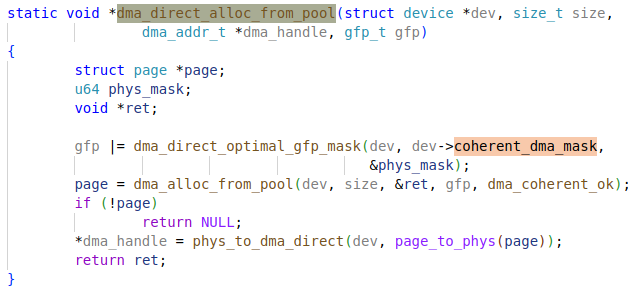 static void *dma_direct_alloc_from_pool(struct device *dev, size_t size,
dma_addr_t *dma_handle, gfp_t gfp)
{
struct page *page;
u64 phys_mask;
void *ret;
gfp |= dma_direct_optimal_gfp_mask(dev, dev->coherent_dma_mask,
&phys_mask);
page = dma_alloc_from_pool(dev, size, &ret, gfp, dma_coherent_ok);
if (!page)
return NULL;
*dma_handle = phys_to_dma_direct(dev, page_to_phys(page));
return ret;
}